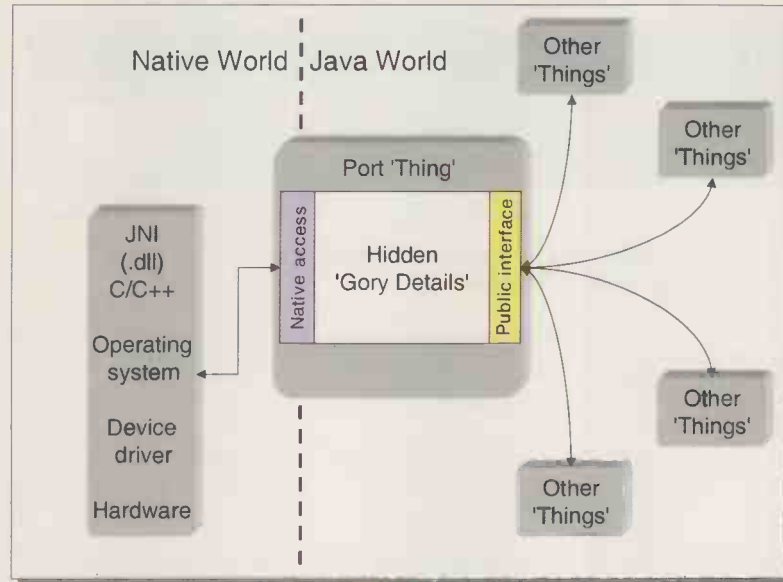 Native World
Java World
Other
'Things'
Other
'Things'
Port 'Thing'
Native access
Hidden
'Gory Details'
Public interface
JNI
(.dll)
C/C++
Operating
system
Device
driver
Hardware
Other
'Things'
Other
'Things'